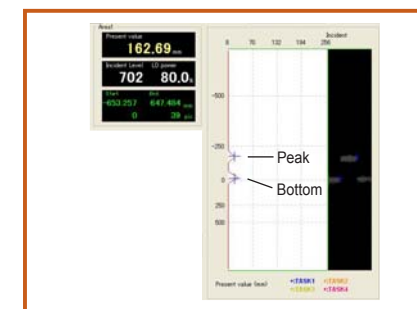 Area1
Present value
162.69 mm
Incident Level LD power
702 80.0%
Start End
-653.257 647.464 mm
0 39 pix
Incident
0 70 132 194 256
-500
-250
0
250
500
Peak
Bottom
Present value (mm)
+:TASK1 +:TASK2
+:TASK3 +:TASK4